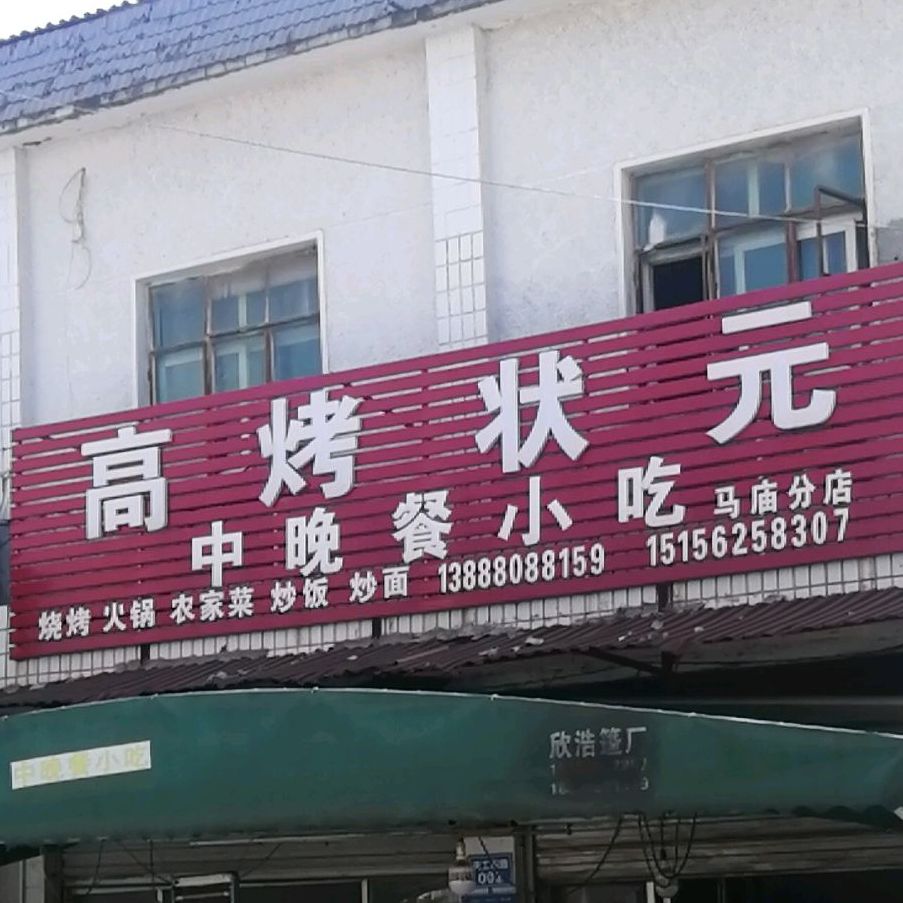 高烤状元
中晚餐小吃 马庙分店
烧烤 火锅 农家菜 炒饭 炒面 13888088159 15156258307
中晚餐小吃
欣浩篷厂